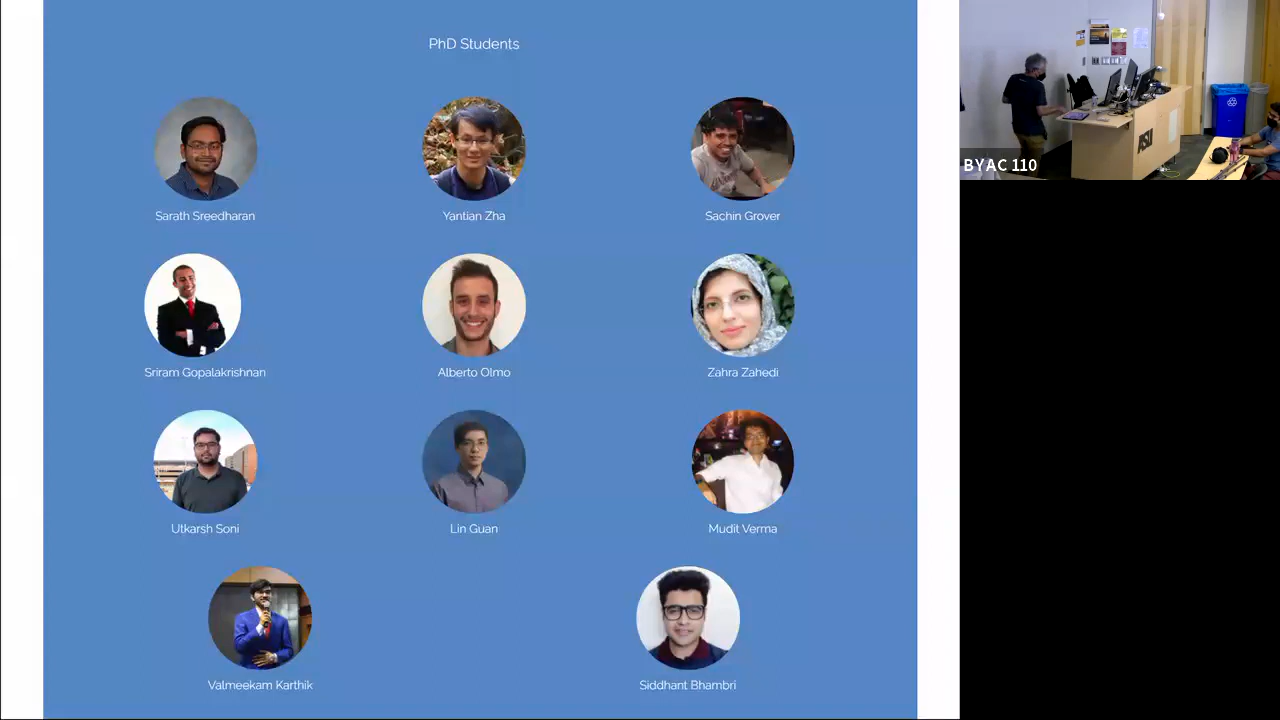 PhD Students
Sarath Sreedharan
Yantian Zha
Sachin Grover
Sriram Gopalakrishnan
Alberto Olmo
Zahra Zahedi
Utkarsh Soni
Lin Guan
Mudit Verma
Valmeekam Karthik
Siddhant Bhambri
BYAC 110
ASU